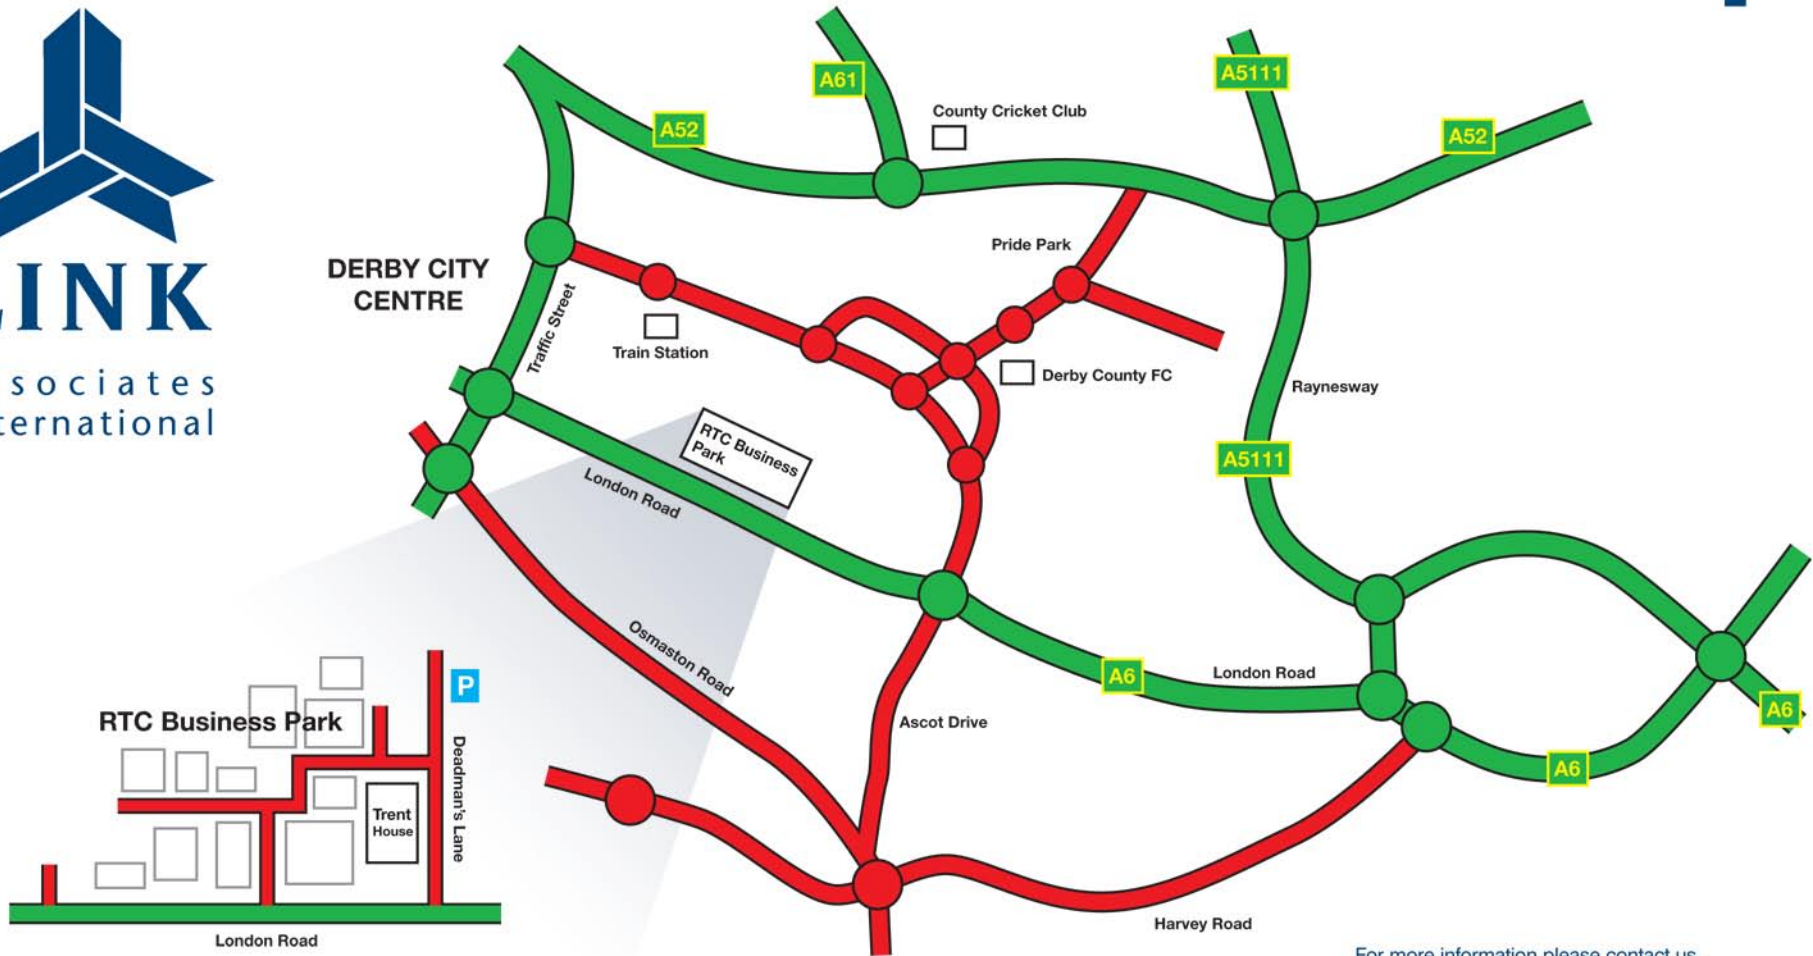 INK
sociates
ternational
A61
A5111
County Cricket Club
A52
A52
DERBY CITY
CENTRE
Pride Park
Traffic Street
Train Station
Derby County FC
Raynesway
RTC Business
Park
London Road
A5111
Osmaston Road
A6
London Road
A6
Ascot Drive
A6
Harvey Road
RTC Business Park
P
Deadman's Lane
Trent
House
London Road
For more information please contact us